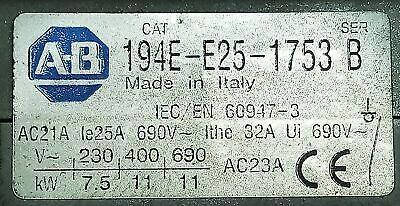 CAT SER
A-B 194E-E25-1753 B
Made in Italy
IEC/EN 60947-3
AC21A Ie25A 690V~ Ithe 32A Ui 690V~
V~ 230 400 690 AC23A CE
kW 7.5 11 11